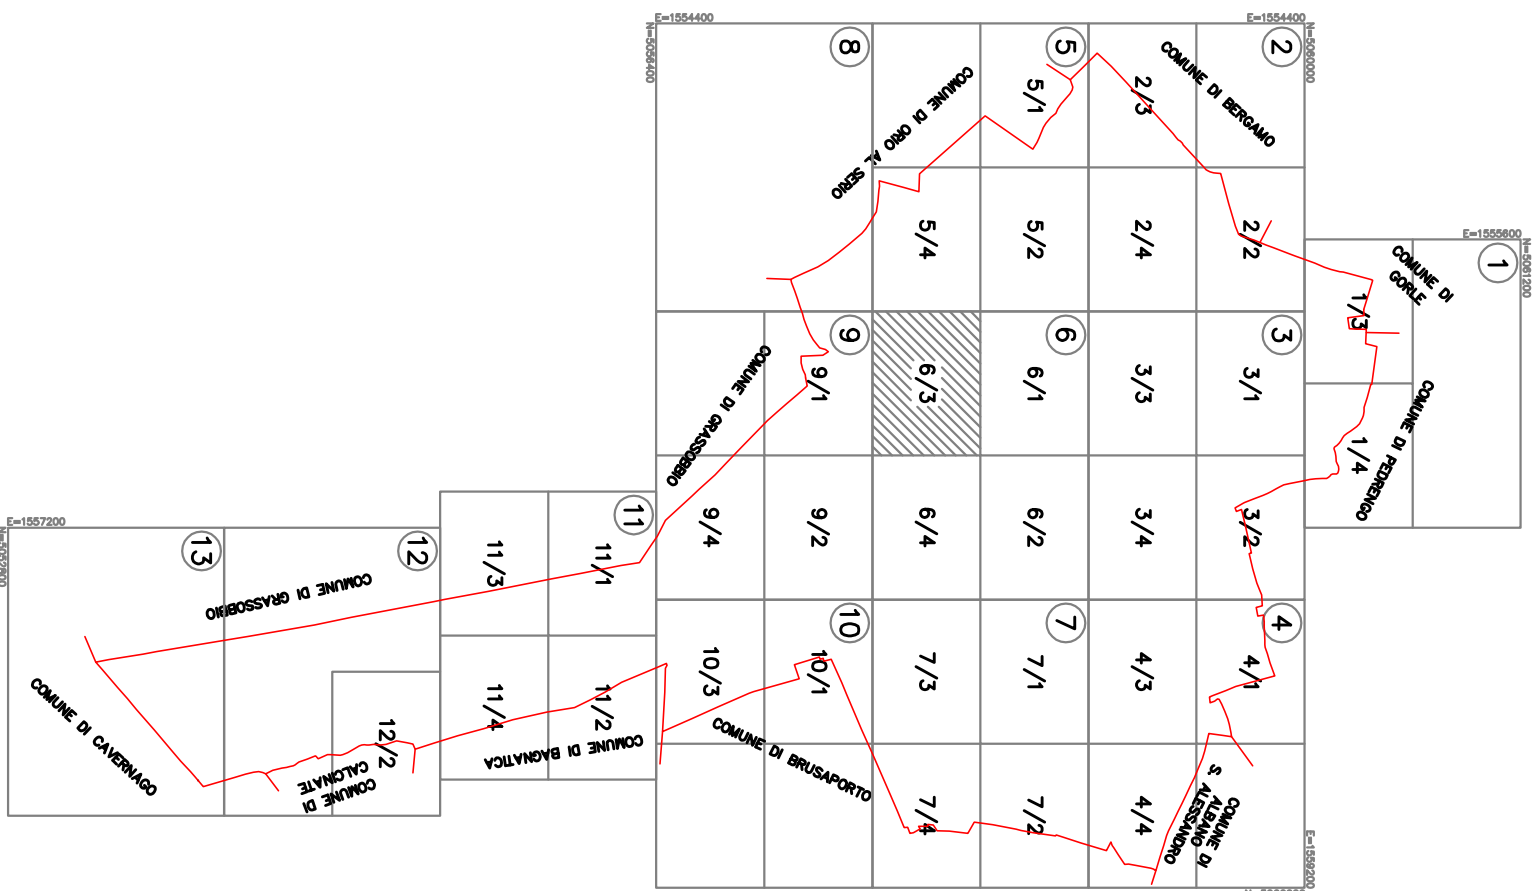 N=5061200
E=1555600
1
COMUNE DI
GORLE
COMUNE DI PEDRENGO
1/3
1/4
N=5060000
E=1554400
E=1559200
2
3
4
COMUNE DI BERGAMO
2/2
3/1
3/2
4/1
COMUNE DI
ALBANO
S. ALESSANDRO
2/3
2/4
3/3
3/4
4/3
4/4
5
6
7
5/1
5/2
6/1
6/2
7/1
7/2
COMUNE DI ORIO AL SERIO
5/4
6/3
6/4
7/3
7/4
8
9
10
9/1
9/2
10/1
COMUNE DI BRUSAPORTO
COMUNE DI GRASSOBBIO
9/4
10/3
N=5056400
E=1554400
11
11/1
11/2
COMUNE DI BAGNATICA
11/3
11/4
12
12/2
COMUNE DI
CALCINATE
COMUNE DI GRASSOBBIO
13
COMUNE DI CAVERNAGO
E=1557200
N=5052800